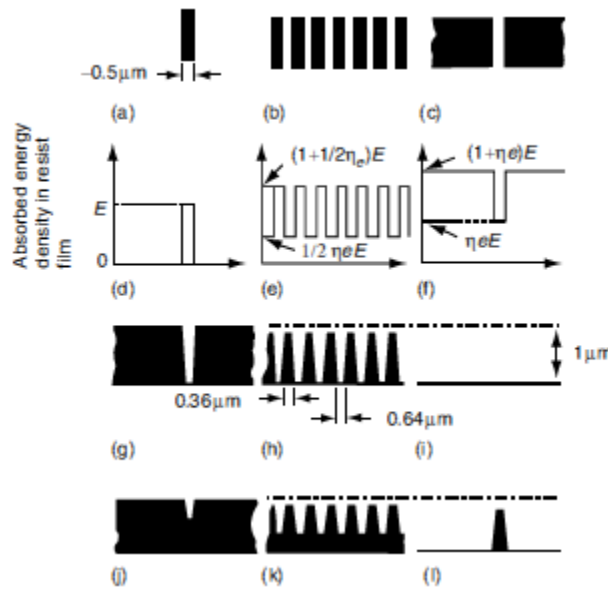 −0.5μm
(a) (b) (c)
Absorbed energy
density in resist
film
E
0
(1+1/2ηe)E
1/2 ηeE
(1+ηe)E
ηeE
(d) (e) (f)
1μm
0.36μm
0.64μm
(g) (h) (i)
(j) (k) (l)